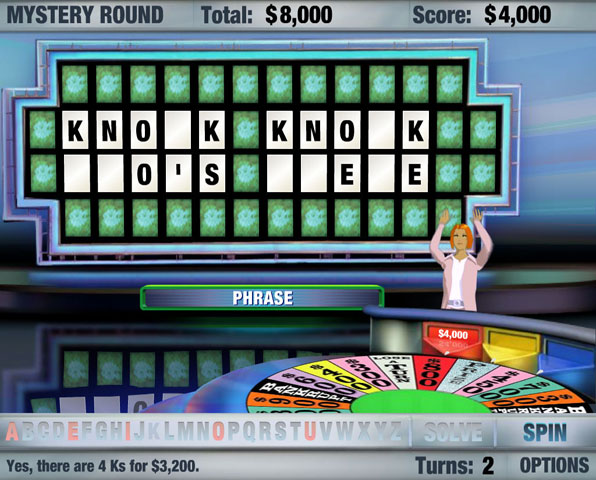 MYSTERY ROUND Total: $8,000 Score: $4,000
KNO K KNO K
O'S E E
PHRASE
$4,000
ABCDEFGHIJKLMNOPQRSTUVWXYZ SOLVE SPIN
Yes, there are 4 Ks for $3,200. Turns: 2 OPTIONS